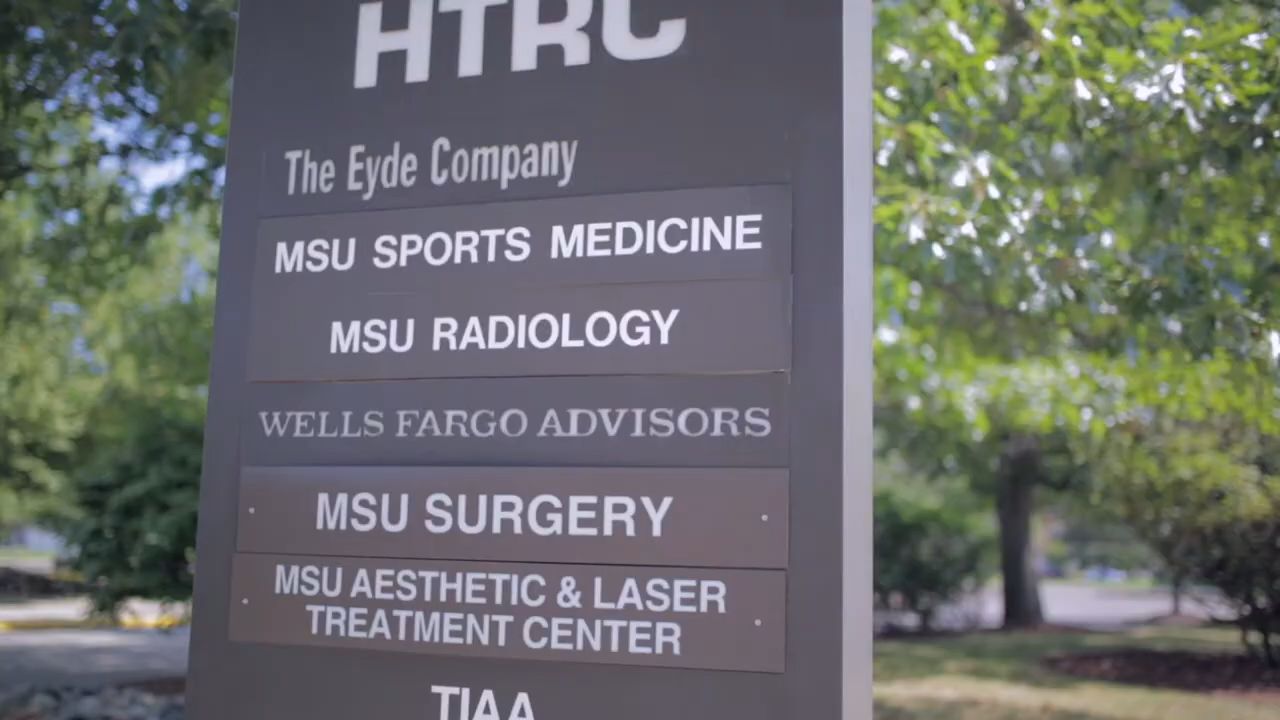 HTRC
The Eyde Company
MSU SPORTS MEDICINE
MSU RADIOLOGY
WELLS FARGO ADVISORS
MSU SURGERY
MSU AESTHETIC & LASER
TREATMENT CENTER
TIAA